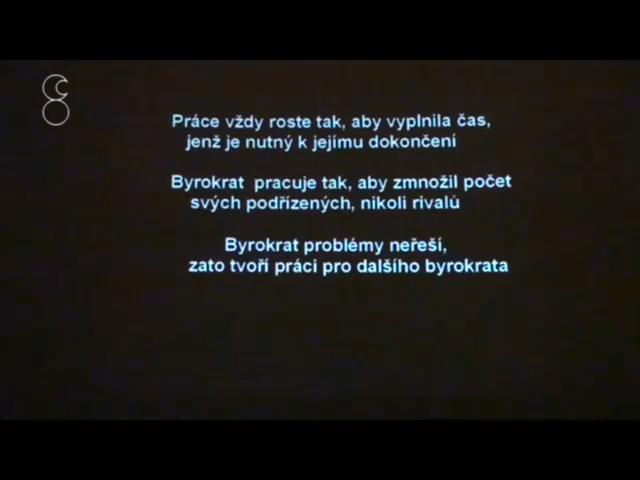 Práce vždy roste tak, aby vyplnila čas,
jenž je nutný k jejímu dokončení
Byrokrat pracuje tak, aby zmnožil počet
svých podřízených, nikoli rivalů
Byrokrat problémy neřeší,
zato tvoří práci pro dalšího byrokrata